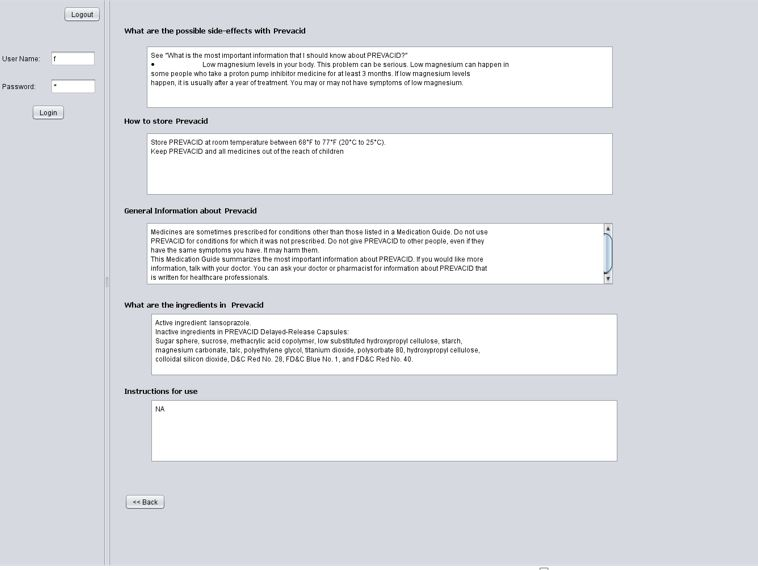 Logout
User Name: f
Password: *
Login
What are the possible side-effects with Prevacid
See "What is the most important information that I should know about PREVACID?"
• Low magnesium levels in your body. This problem can be serious. Low magnesium can happen in
some people who take a proton pump inhibitor medicine for at least 3 months. If low magnesium levels
happen, it is usually after a year of treatment. You may or may not have symptoms of low magnesium.
How to store Prevacid
Store PREVACID at room temperature between 68°F to 77°F (20°C to 25°C).
Keep PREVACID and all medicines out of the reach of children
General Information about Prevacid
Medicines are sometimes prescribed for conditions other than those listed in a Medication Guide. Do not use
PREVACID for conditions for which it was not prescribed. Do not give PREVACID to other people, even if they
have the same symptoms you have. It may harm them.
This Medication Guide summarizes the most important information about PREVACID. If you would like more
information, talk with your doctor. You can ask your doctor or pharmacist for information about PREVACID that
is written for healthcare professionals.
What are the ingredients in Prevacid
Active ingredient: lansoprazole.
Inactive ingredients in PREVACID Delayed-Release Capsules:
Sugar sphere, sucrose, methacrylic acid copolymer, low substituted hydroxypropyl cellulose, starch,
magnesium carbonate, talc, polyethylene glycol, titanium dioxide, polysorbate 80, hydroxypropyl cellulose,
colloidal silicon dioxide, D&C Red No. 28, FD&C Blue No. 1, and FD&C Red No. 40.
Instructions for use
NA
<< Back